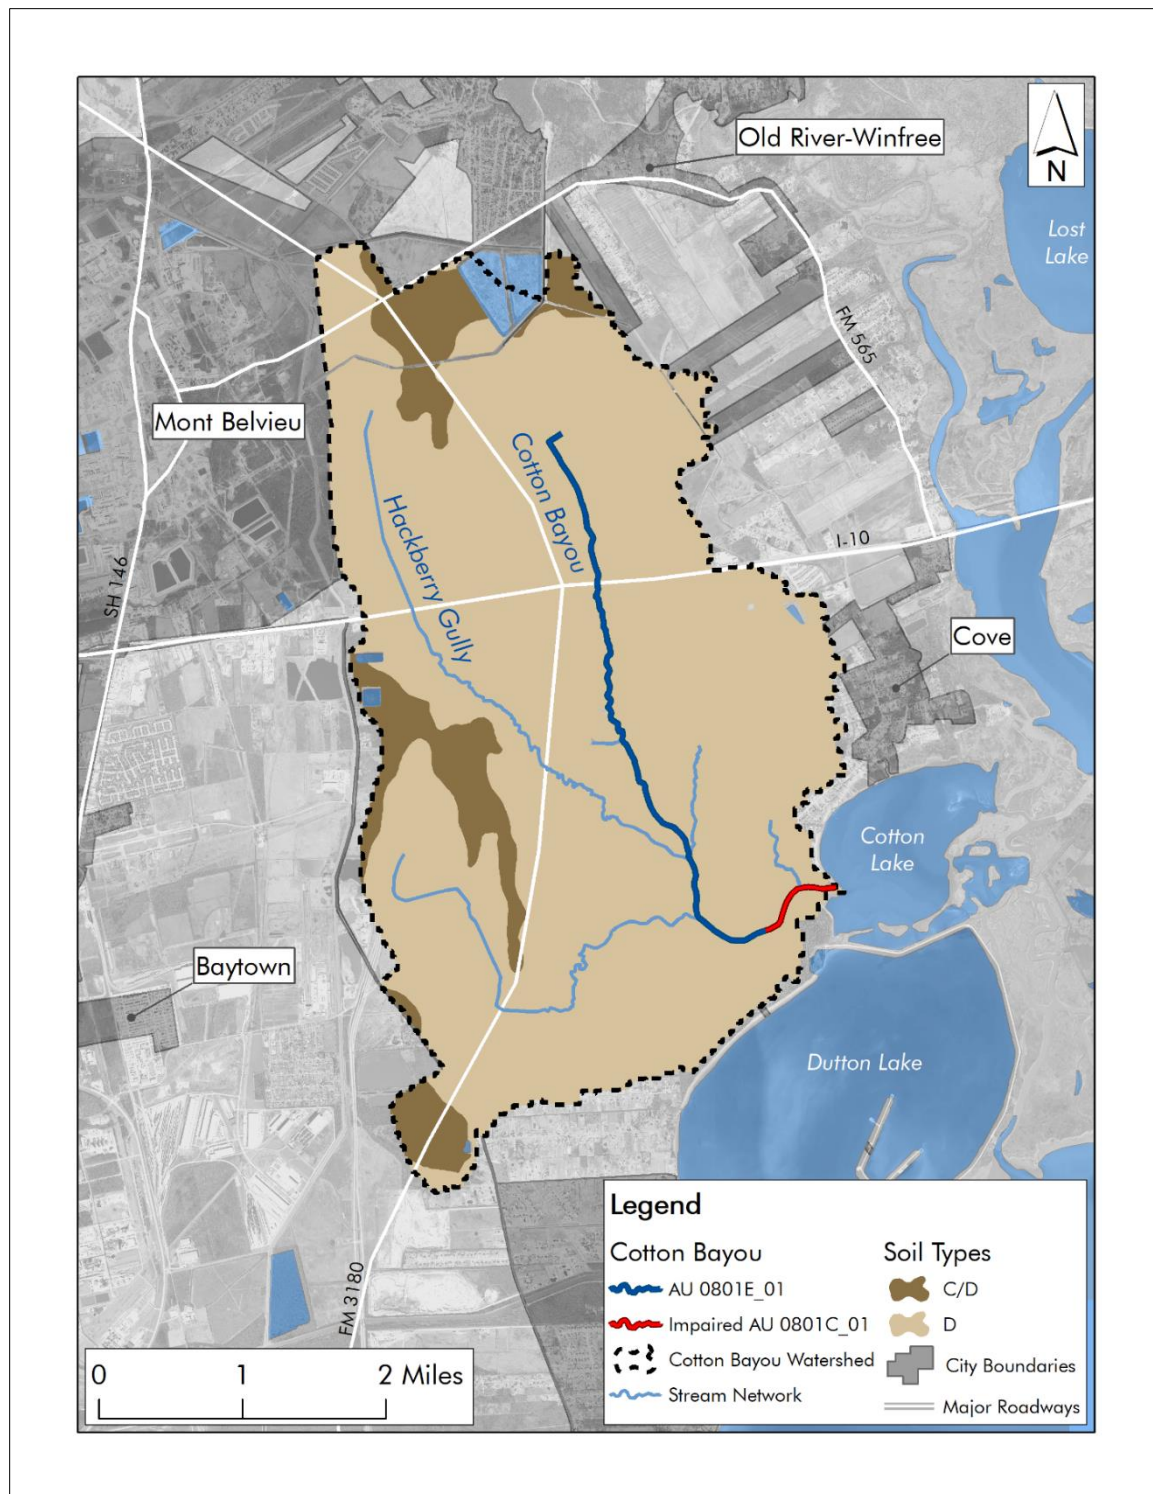 Old River-Winfree
N
Lost
Lake
FM 565
Mont Belvieu
Cotton Bayou
Hackberry Gully
I-10
SH 146
Cove
Cotton
Lake
Baytown
Dutton Lake
FM 3180
Legend
Cotton Bayou
AU 0801E_01
Impaired AU 0801C_01
Cotton Bayou Watershed
Stream Network
Soil Types
C/D
D
City Boundaries
Major Roadways
0 1 2 Miles